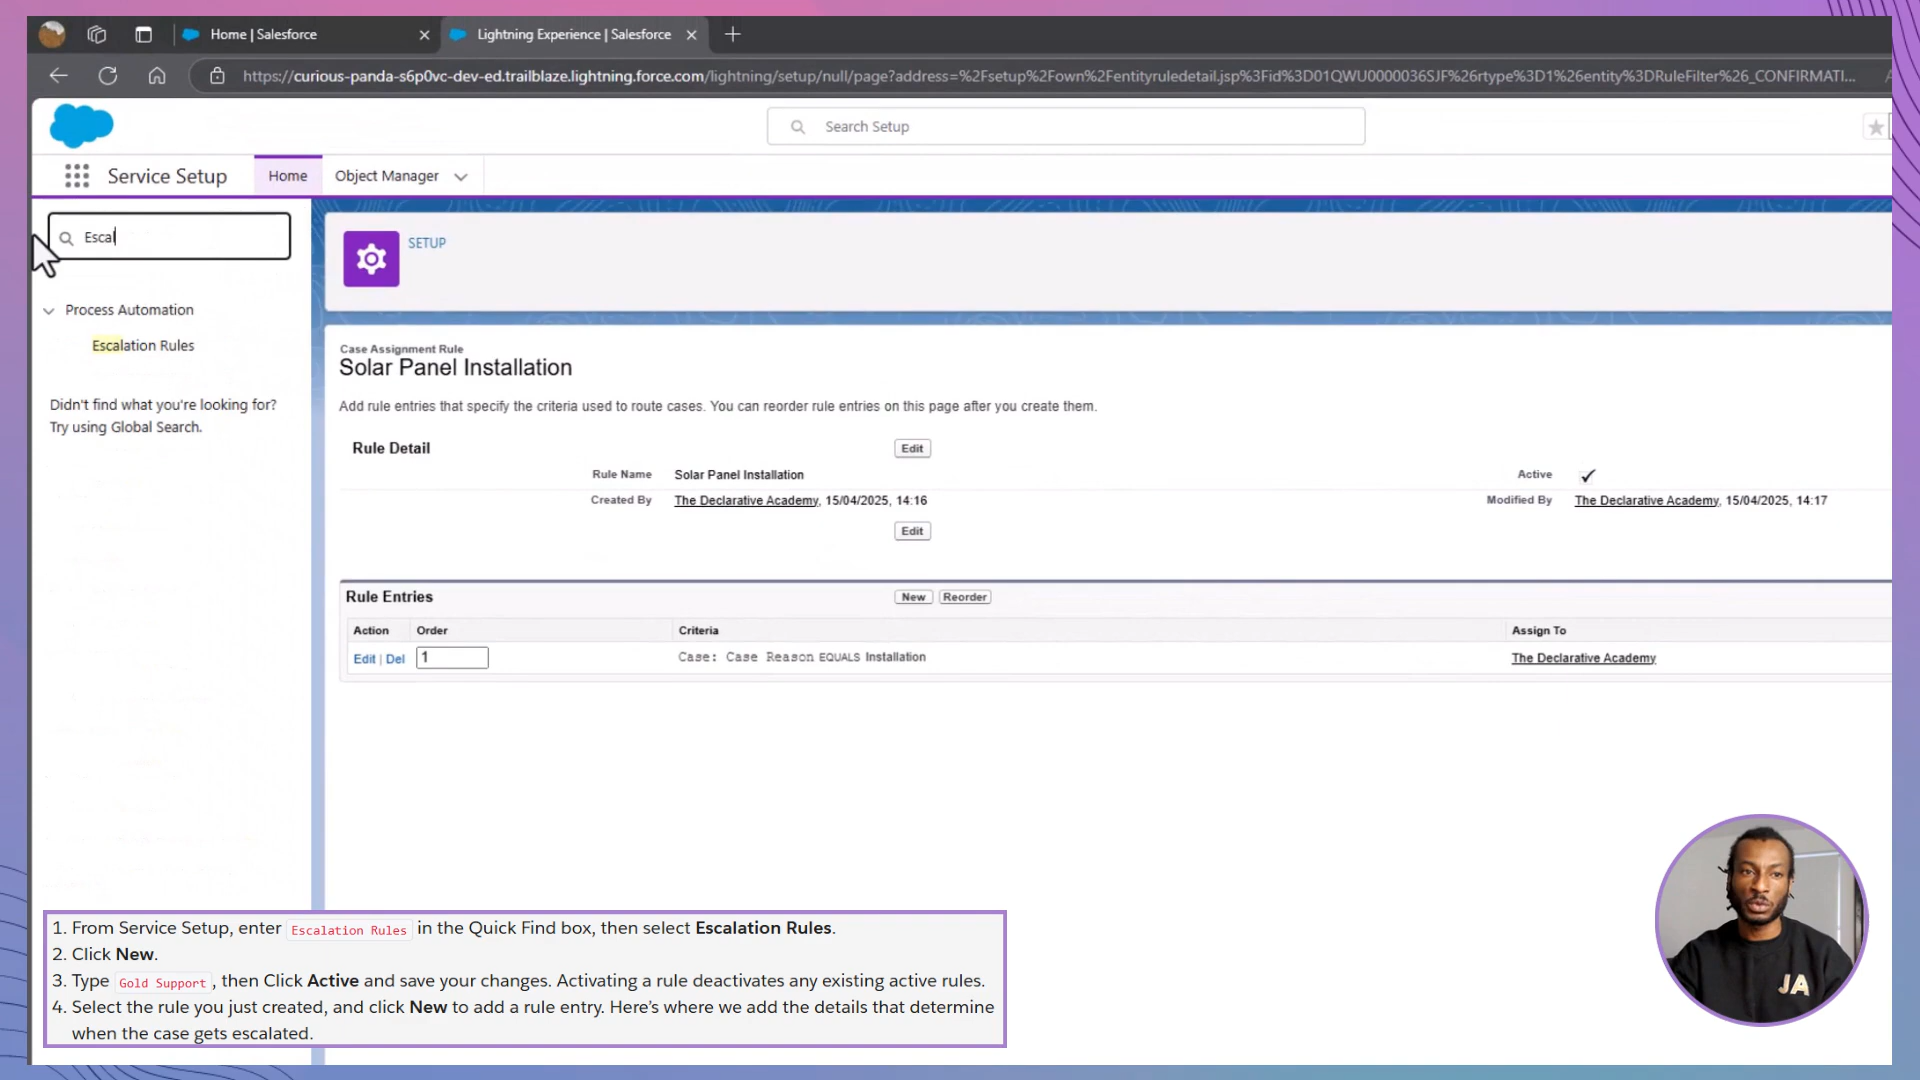 Home | Salesforce
Lightning Experience | Salesforce
https://curious-panda-s6p0vc-dev-ed.trailblaze.lightning.force.com/lightning/setup/null/page?address=%2Fsetup%2Fown%2Fentityruledetail.jsp%3Fid%3D01QWU0000036SJF%26rtype%3D1%26entity%3DRuleFilter%26_CONFIRMATI...
Search Setup
Service Setup
Home
Object Manager
Escal
SETUP
Process Automation
Escalation Rules
Didn't find what you're looking for?
Try using Global Search.
Case Assignment Rule
Solar Panel Installation
Add rule entries that specify the criteria used to route cases. You can reorder rule entries on this page after you create them.
Rule Detail
Edit
Rule Name Solar Panel Installation Active
Created By The Declarative Academy, 15/04/2025, 14:16 Modified By The Declarative Academy, 15/04/2025, 14:17
Edit
Rule Entries New Reorder
Action Order Criteria Assign To
Edit | Del 1 Case: Case Reason EQUALS Installation The Declarative Academy
1. From Service Setup, enter Escalation Rules in the Quick Find box, then select Escalation Rules.
2. Click New.
3. Type Gold Support , then Click Active and save your changes. Activating a rule deactivates any existing active rules.
4. Select the rule you just created, and click New to add a rule entry. Here's where we add the details that determine
when the case gets escalated.
JA